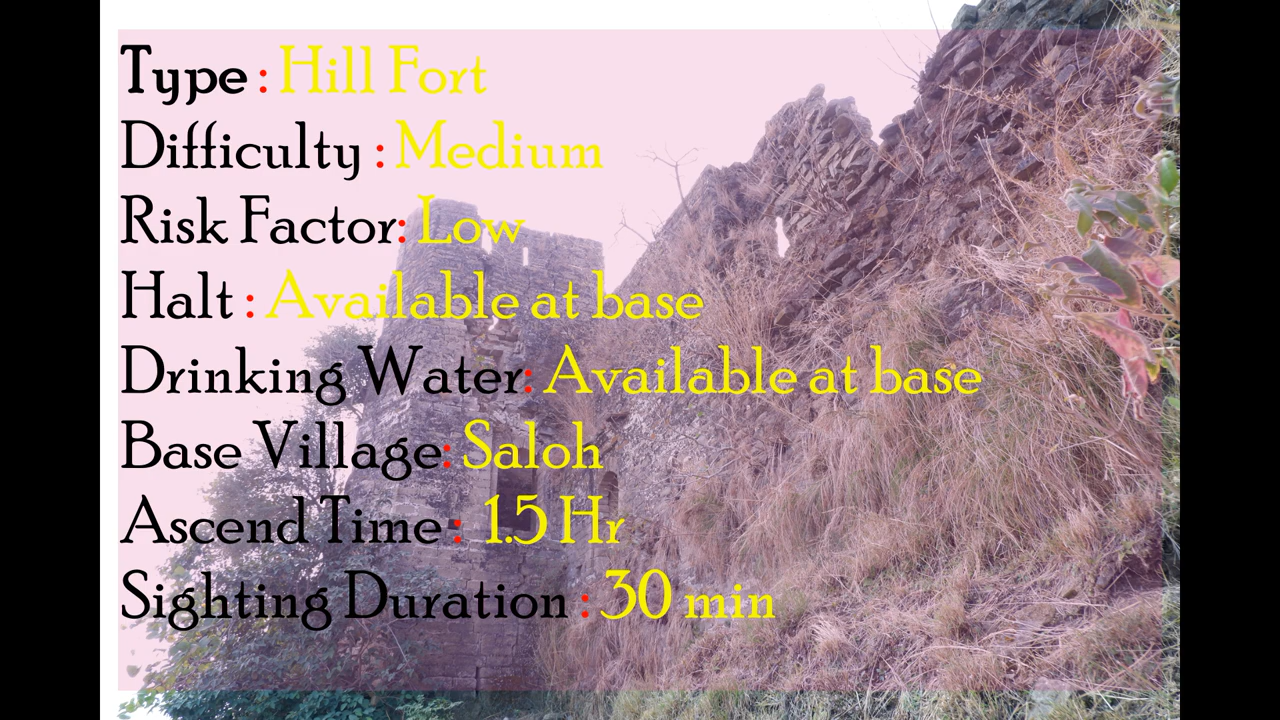 Type : Hill Fort
Difficulty : Medium
Risk Factor: Low
Halt : Available at base
Drinking Water: Available at base
Base Village: Saloh
Ascend Time : 1.5 Hr
Sighting Duration : 30 min